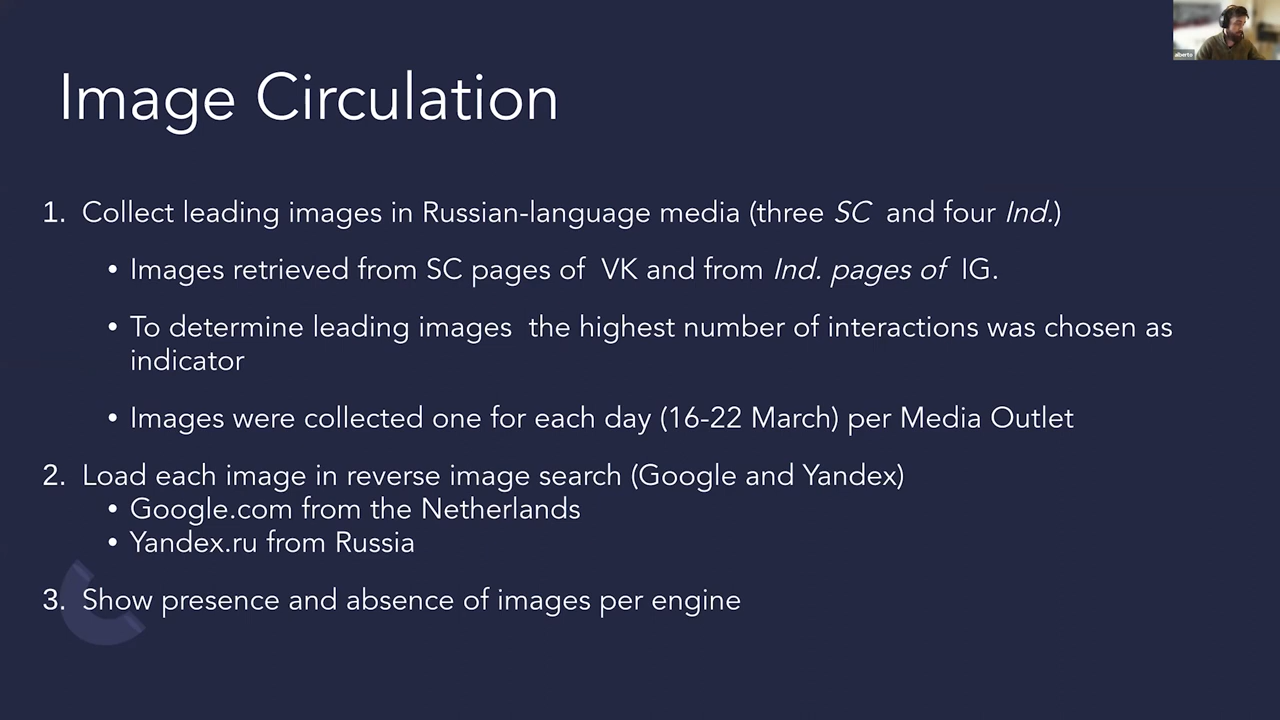 alberto
Image Circulation
1. Collect leading images in Russian-language media (three SC and four Ind.)
• Images retrieved from SC pages of VK and from Ind. pages of IG.
• To determine leading images the highest number of interactions was chosen as
indicator
• Images were collected one for each day (16-22 March) per Media Outlet
2. Load each image in reverse image search (Google and Yandex)
• Google.com from the Netherlands
• Yandex.ru from Russia
3. Show presence and absence of images per engine